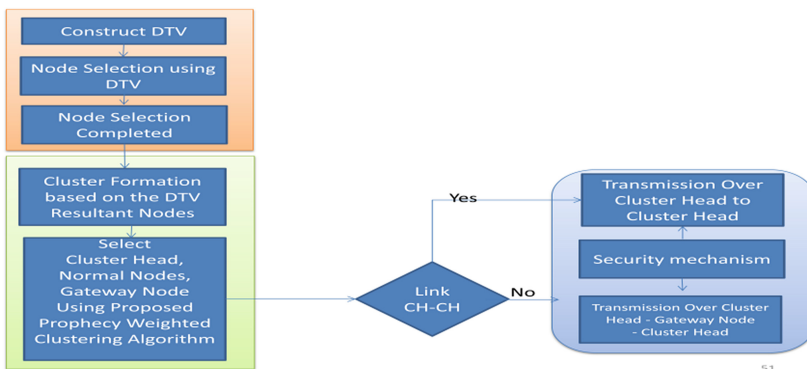 Construct DTV
Node Selection using
DTV
Node Selection
Completed
Cluster Formation
based on the DTV
Resultant Nodes
Select
Cluster Head,
Normal Nodes,
Gateway Node
Using Proposed
Prophecy Weighted
Clustering Algorithm
Link
CH-CH
Yes
No
Transmission Over
Cluster Head to
Cluster Head
Security mechanism
Transmission Over Cluster
Head - Gateway Node
- Cluster Head
51